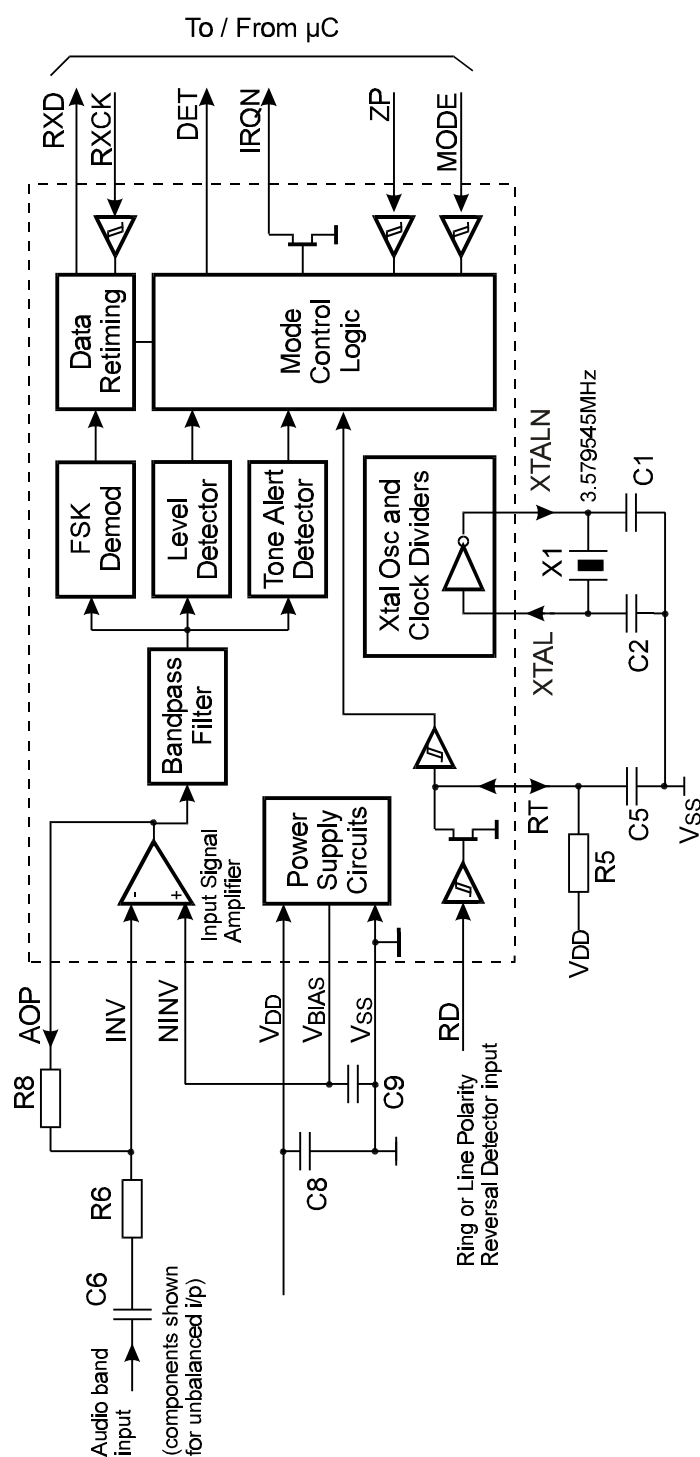 To / From µC
RXD
RXCK
DET
IRQN
ZP
MODE
Data
Retiming
Mode
Control
Logic
FSK
Demod
Level
Detector
Tone Alert
Detector
Xtal Osc and
Clock Dividers
XTALN
XTAL
3.579545MHz
X1
C1
C2
Bandpass
Filter
-
+
Input Signal
Amplifier
Power
Supply
Circuits
RT
C5
VSS
R5
VDD
AOP
INV
NINV
VDD
VBIAS
VSS
RD
R8
C9
C8
R6
C6
Ring or Line Polarity
Reversal Detector input
Audio band
input
(components shown
for unbalanced i/p)